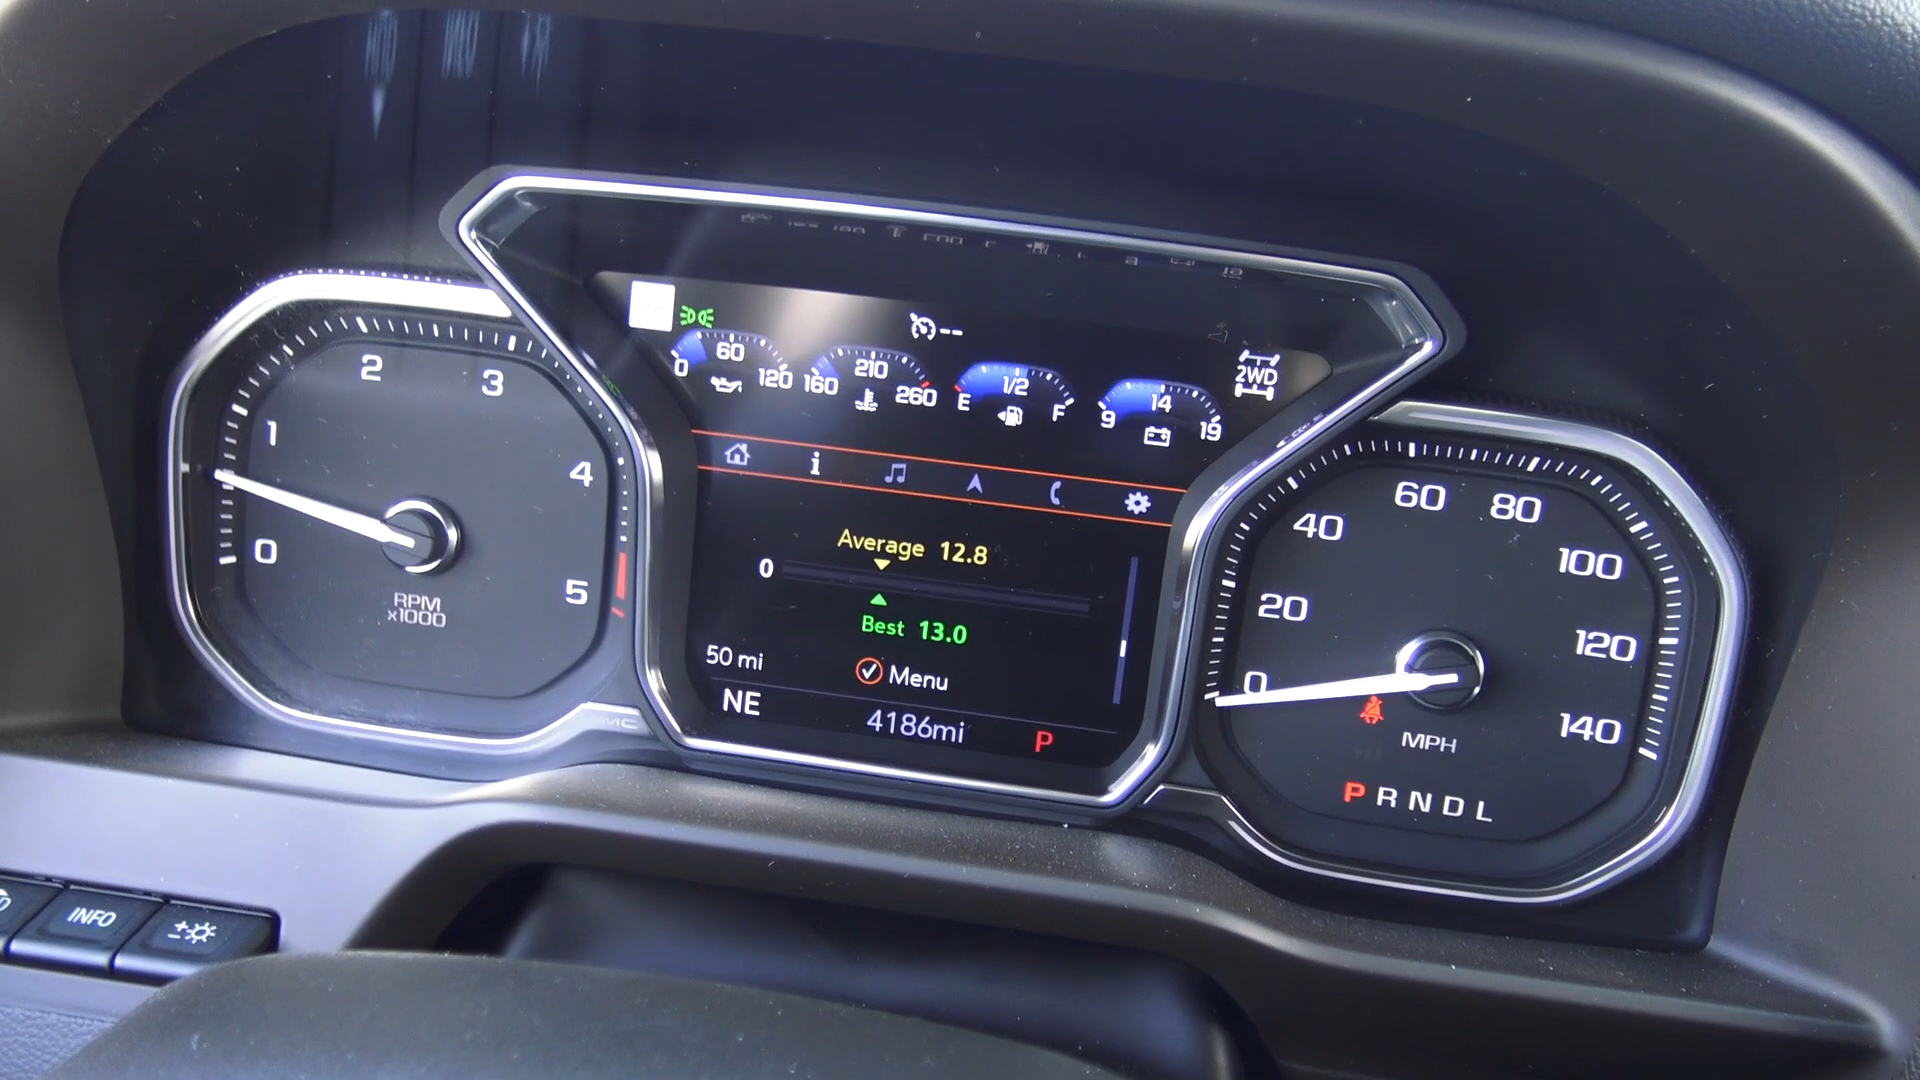 0 60 120
160 210 260
E 1/2 F
9 14 19
2WD
--
i
Average 12.8
0
Best 13.0
50 mi
Menu
NE
4186mi
P
0 1 2 3 4 5
RPM
x1000
0 20 40 60 80 100 120 140
MPH
P R N D L
INFO